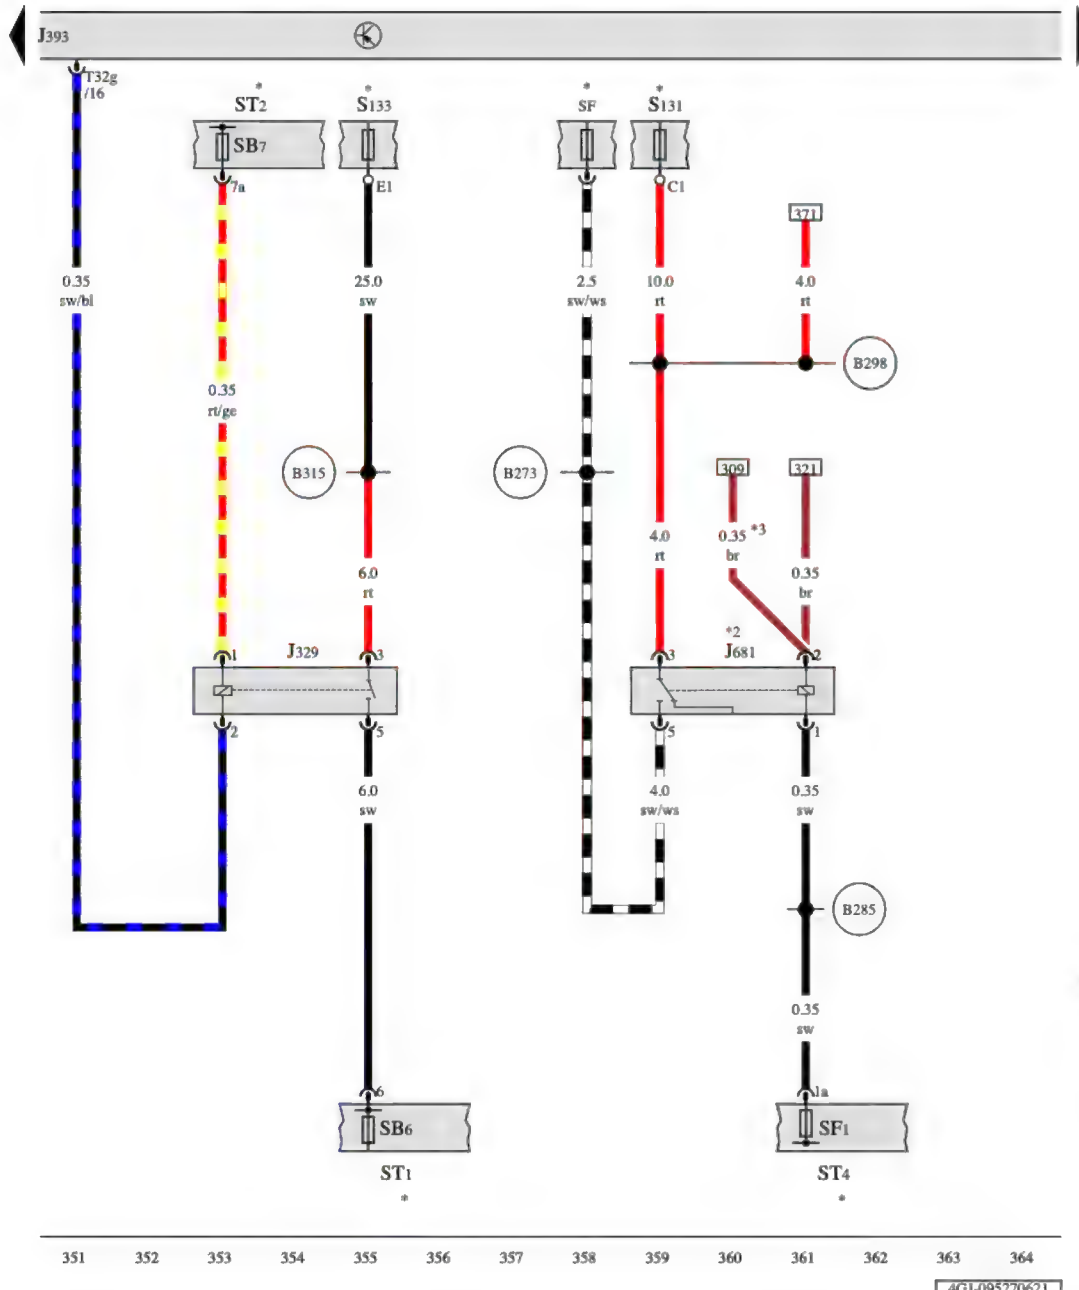 J393
T32g
/16
*
ST2
*
S133
*
SF
*
S131
SB7
7a
E1
C1
371
0.35
sw/bl
25.0
sw
2.5
sw/ws
10.0
rt
4.0
rt
B298
0.35
rt/ge
B315
B273
309
321
4.0
rt
0.35 *3
br
6.0
rt
0.35
br
1
J329
3
3
*2
J681
2
2
5
5
1
6.0
sw
4.0
sw/ws
0.35
sw
B285
0.35
sw
6
1a
SB6
SF1
ST1
*
ST4
*
351 352 353 354 355 356 357 358 359 360 361 362 363 364
4G1-095270621